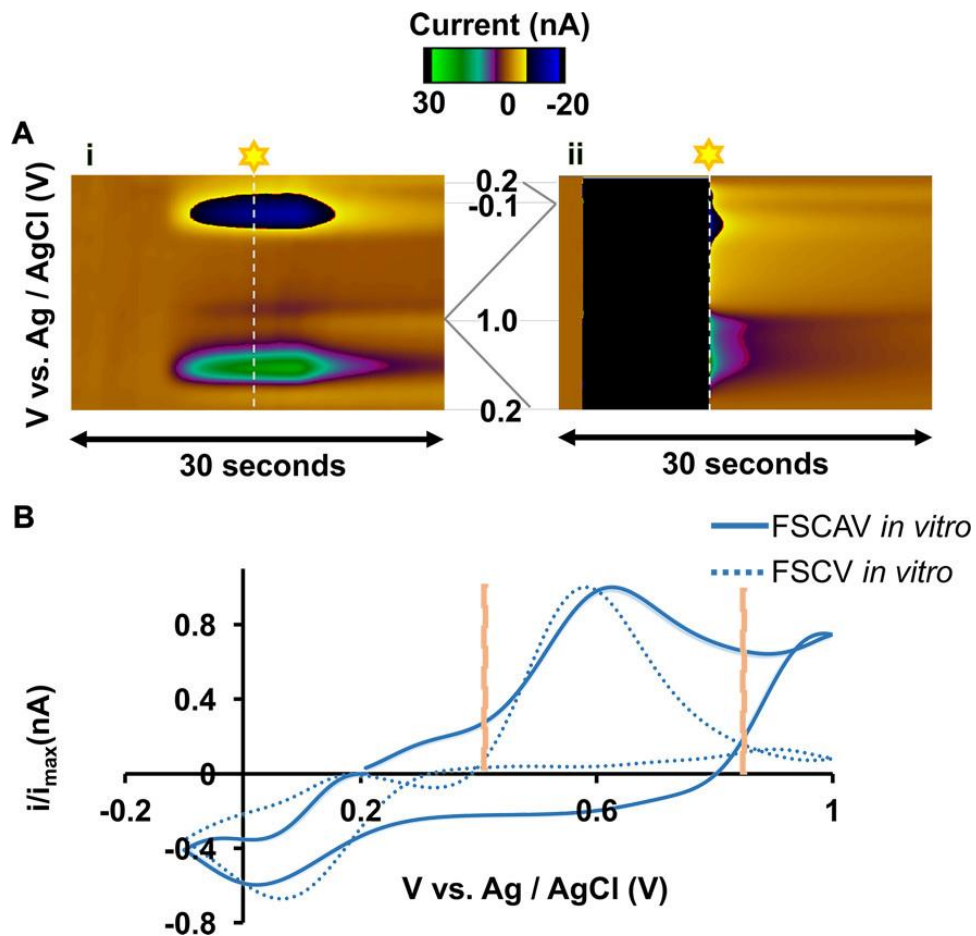 Current (nA)
30 0 -20
A
i
ii
V vs. Ag / AgCl (V)
0.2
-0.1
1.0
0.2
30 seconds
30 seconds
B
FSCAV in vitro
FSCV in vitro
i/imax(nA)
0.8
0.4
0
-0.4
-0.8
-0.2
0.2
0.6
1
V vs. Ag / AgCl (V)